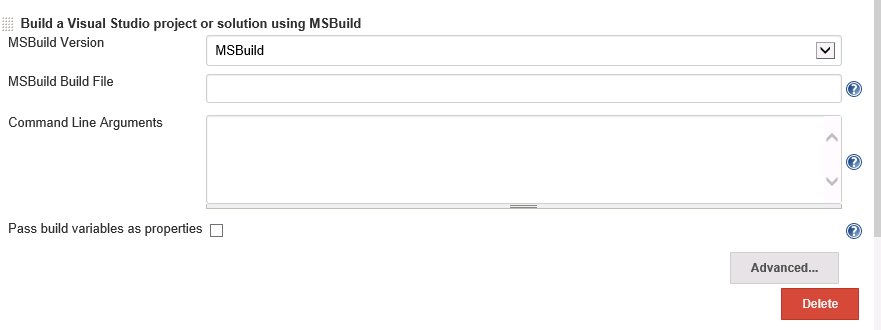 Build a Visual Studio project or solution using MSBuild
MSBuild Version
MSBuild
MSBuild Build File
?
Command Line Arguments
?
Pass build variables as properties
?
Advanced...
Delete